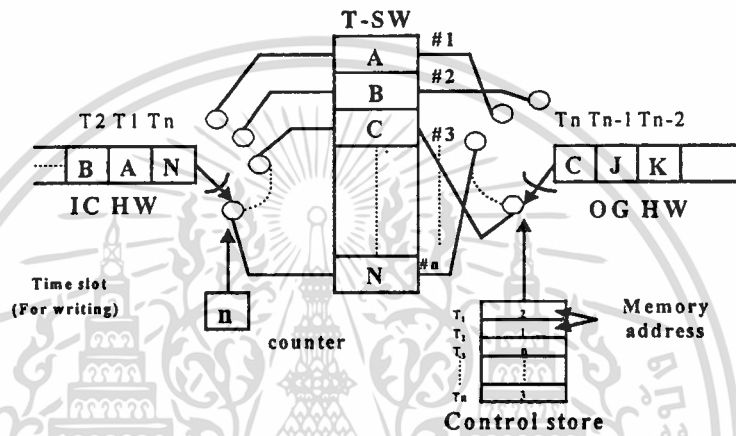 T-SW
A
#1
B
#2
C
#3
N
#n
T2 T1 Tn
B A N
IC HW
Time slot
(For writing)
n
counter
Tn Tn-1 Tn-2
C J K
OG HW
T1 2
T2 1
T3 n
Tn 3
Memory
address
Control store